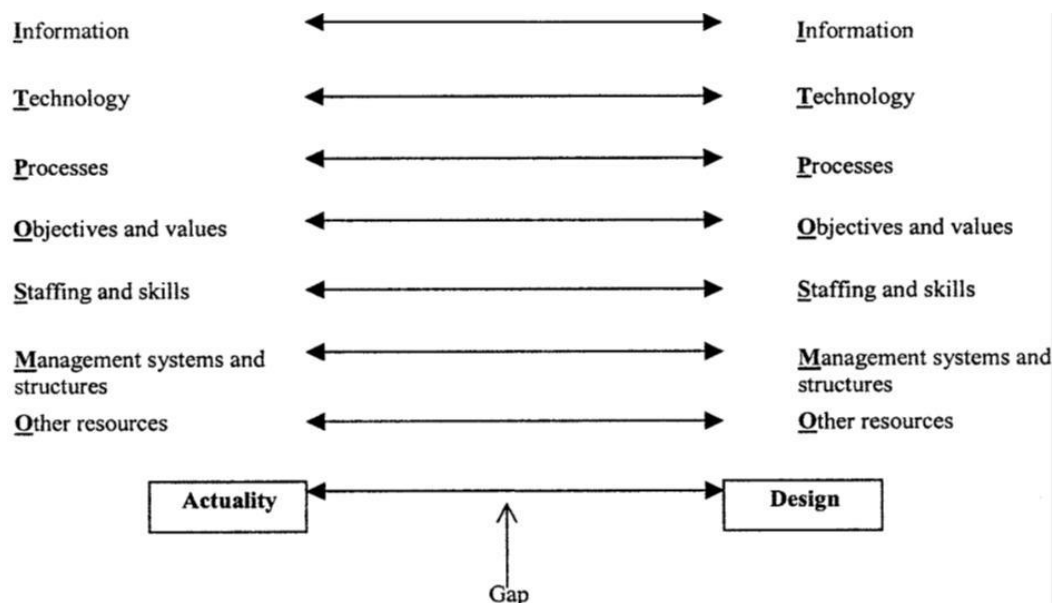 Information Information
Technology Technology
Processes Processes
Objectives and values Objectives and values
Staffing and skills Staffing and skills
Management systems and Management systems and
structures structures
Other resources Other resources
Actuality Design
Gap